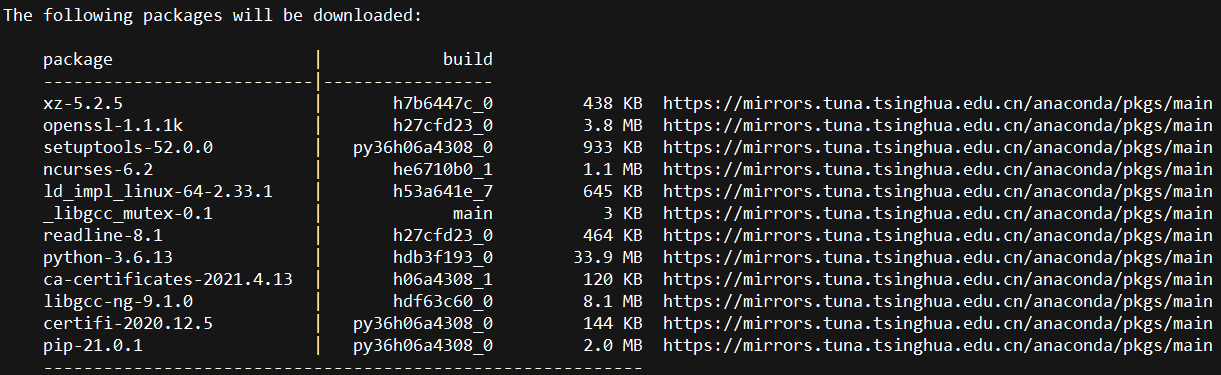 The following packages will be downloaded:
package | build
---------------------------|-----------------
xz-5.2.5 | h7b6447c_0 438 KB https://mirrors.tuna.tsinghua.edu.cn/anaconda/pkgs/main
openssl-1.1.1k | h27cfd23_0 3.8 MB https://mirrors.tuna.tsinghua.edu.cn/anaconda/pkgs/main
setuptools-52.0.0 | py36h06a4308_0 933 KB https://mirrors.tuna.tsinghua.edu.cn/anaconda/pkgs/main
ncurses-6.2 | he6710b0_1 1.1 MB https://mirrors.tuna.tsinghua.edu.cn/anaconda/pkgs/main
ld_impl_linux-64-2.33.1 | h53a641e_7 645 KB https://mirrors.tuna.tsinghua.edu.cn/anaconda/pkgs/main
_libgcc_mutex-0.1 | main 3 KB https://mirrors.tuna.tsinghua.edu.cn/anaconda/pkgs/main
readline-8.1 | h27cfd23_0 464 KB https://mirrors.tuna.tsinghua.edu.cn/anaconda/pkgs/main
python-3.6.13 | hdb3f193_0 33.9 MB https://mirrors.tuna.tsinghua.edu.cn/anaconda/pkgs/main
ca-certificates-2021.4.13 | h06a4308_1 120 KB https://mirrors.tuna.tsinghua.edu.cn/anaconda/pkgs/main
libgcc-ng-9.1.0 | hdf63c60_0 8.1 MB https://mirrors.tuna.tsinghua.edu.cn/anaconda/pkgs/main
certifi-2020.12.5 | py36h06a4308_0 144 KB https://mirrors.tuna.tsinghua.edu.cn/anaconda/pkgs/main
pip-21.0.1 | py36h06a4308_0 2.0 MB https://mirrors.tuna.tsinghua.edu.cn/anaconda/pkgs/main
------------------------------------------------------------